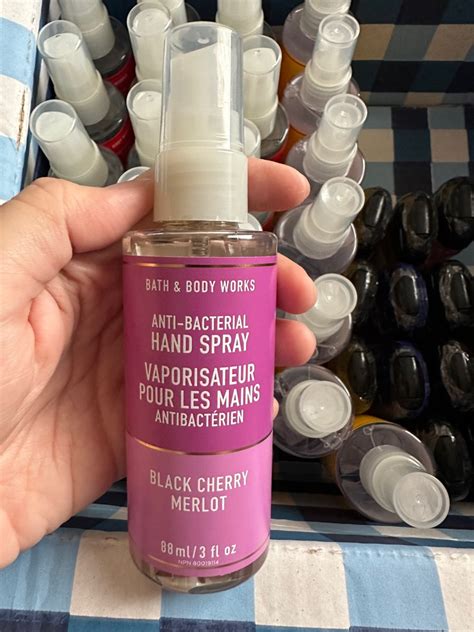 BATH & BODY WORKS
ANTI-BACTERIAL
HAND SPRAY
VAPORISATEUR
POUR LES MAINS
ANTIBACTÉRIEN
BLACK CHERRY
MERLOT
88 ml/3 fl oz